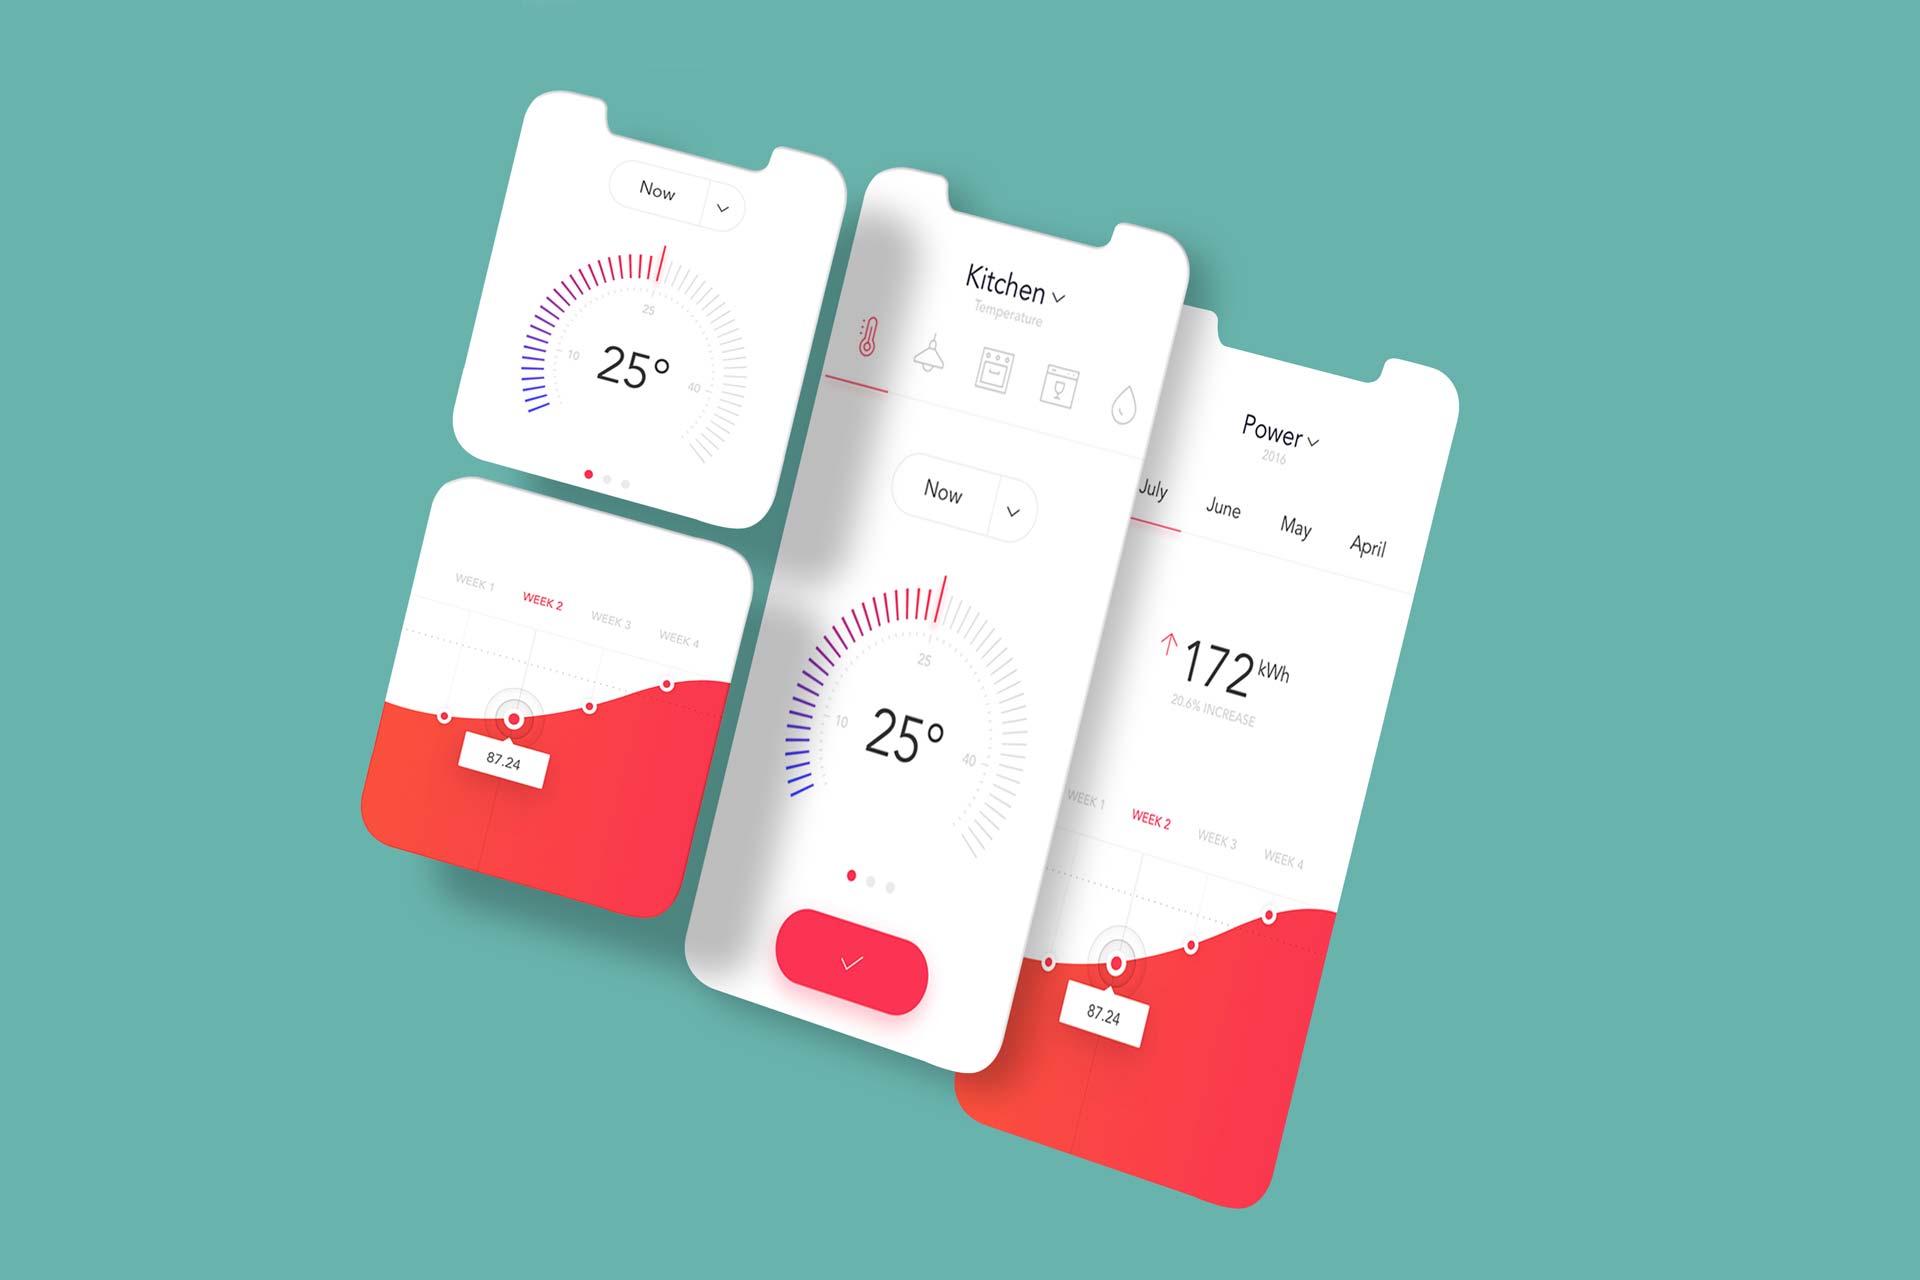 Now
25
10
25°
40
WEEK 1
WEEK 2
WEEK 3
WEEK 4
87.24
Kitchen
Temperature
Now
25
10
25°
40
Power
2016
July June May April
172 kWh
20.6% INCREASE
WEEK 1
WEEK 2
WEEK 3
WEEK 4
87.24